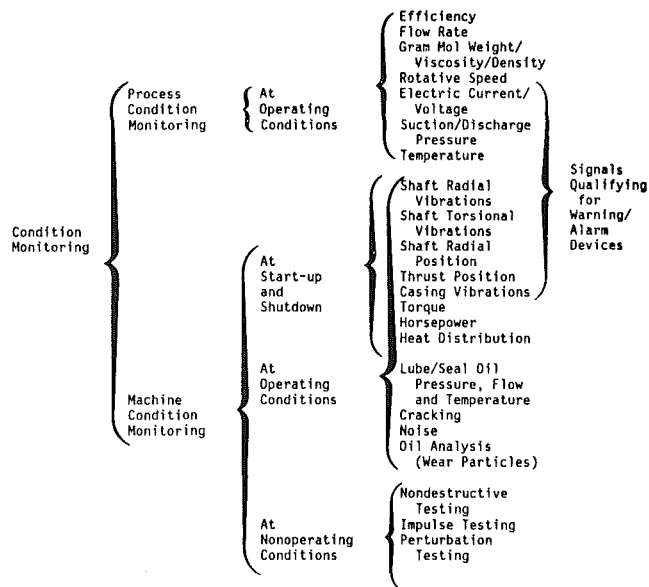 Condition
Monitoring
Process
Condition
Monitoring
At
Operating
Conditions
Efficiency
Flow Rate
Gram Mol Weight/
Viscosity/Density
Rotative Speed
Electric Current/
Voltage
Suction/Discharge
Pressure
Temperature
Machine
Condition
Monitoring
At
Start-up
and
Shutdown
Shaft Radial
Vibrations
Shaft Torsional
Vibrations
Shaft Radial
Position
Thrust Position
Casing Vibrations
Torque
Horsepower
Heat Distribution
At
Operating
Conditions
Lube/Seal Oil
Pressure, Flow
and Temperature
Cracking
Noise
Oil Analysis
(Wear Particles)
At
Nonoperating
Conditions
Nondestructive
Testing
Impulse Testing
Perturbation
Testing
Signals
Qualifying
for
Warning/
Alarm
Devices